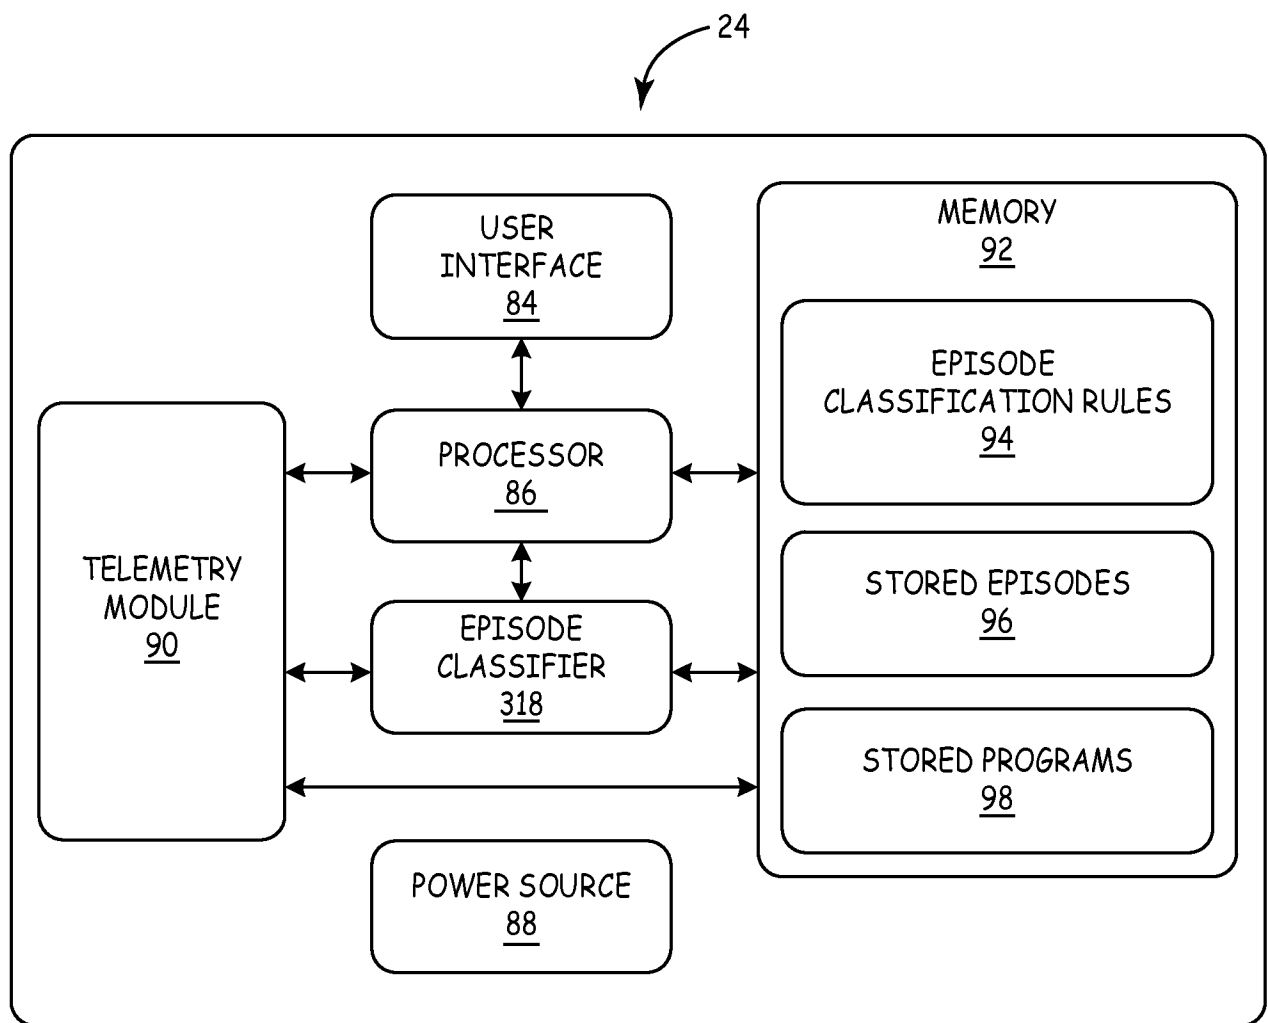 24
USER
INTERFACE
84
MEMORY
92
EPISODE
CLASSIFICATION RULES
94
PROCESSOR
86
TELEMETRY
MODULE
90
EPISODE
CLASSIFIER
318
STORED EPISODES
96
STORED PROGRAMS
98
POWER SOURCE
88